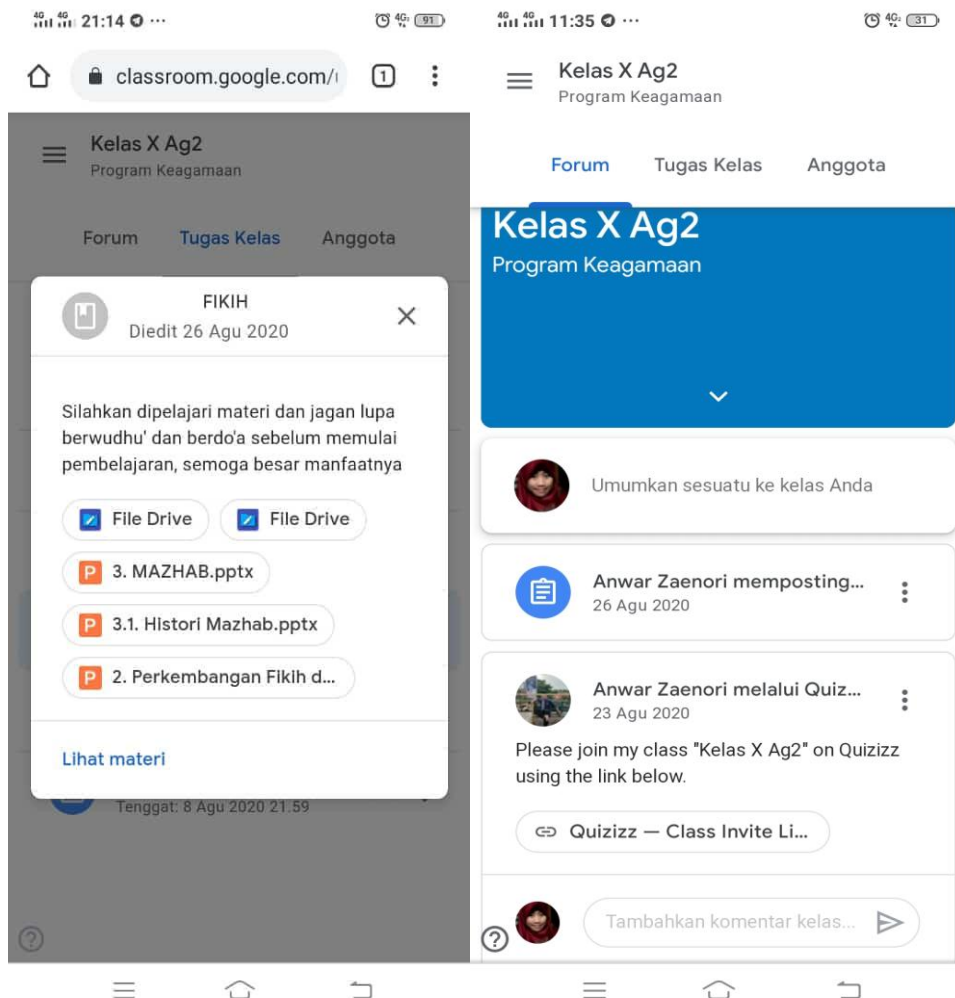 21:14
4G
91
classroom.google.com/
1
Kelas X Ag2
Program Keagamaan
Forum Tugas Kelas Anggota
FIKIH
Diedit 26 Agu 2020
Silahkan dipelajari materi dan jagan lupa
berwudhu' dan berdo'a sebelum memulai
pembelajaran, semoga besar manfaatnya
File Drive File Drive
P 3. MAZHAB.pptx
P 3.1. Histori Mazhab.pptx
P 2. Perkembangan Fikih d...
Lihat materi
Tenggat: 8 Agu 2020 21.59
11:35
4G
31
Kelas X Ag2
Program Keagamaan
Forum Tugas Kelas Anggota
Kelas X Ag2
Program Keagamaan
Umumkan sesuatu ke kelas Anda
Anwar Zaenori memposting...
26 Agu 2020
Anwar Zaenori melalui Quiz...
23 Agu 2020
Please join my class "Kelas X Ag2" on Quizizz
using the link below.
Quizizz — Class Invite Li...
Tambahkan komentar kelas...